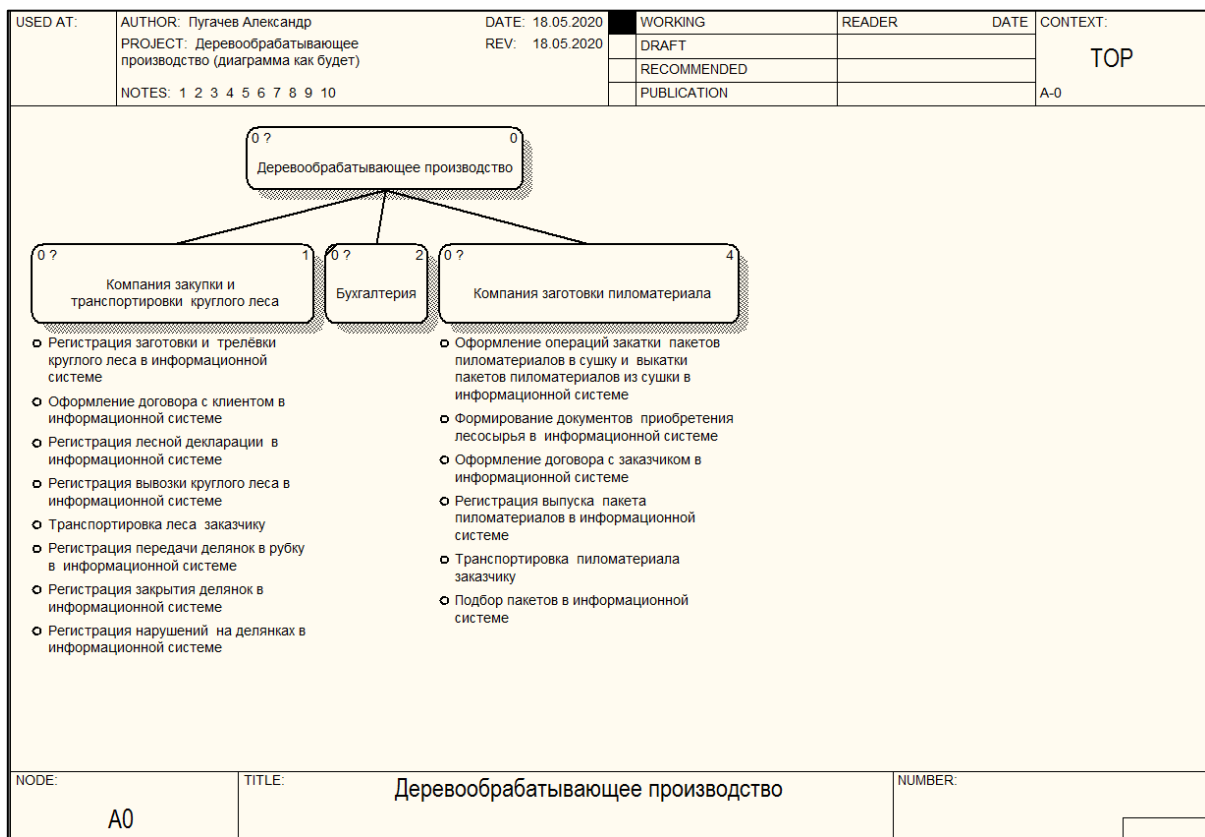 USED AT:
AUTHOR: Пугачев Александр
DATE: 18.05.2020
PROJECT: Деревообрабатывающее
производство (диаграмма как будет)
REV: 18.05.2020
NOTES: 1 2 3 4 5 6 7 8 9 10
WORKING
DRAFT
RECOMMENDED
PUBLICATION
READER
DATE
CONTEXT:
TOP
A-0
0 ?
0
Деревообрабатывающее производство
0 ?
1
Компания закупки и
транспортировки круглого леса
0 ?
2
Бухгалтерия
0 ?
4
Компания заготовки пиломатериала
Регистрация заготовки и трелёвки
круглого леса в информационной
системе
Оформление договора с клиентом в
информационной системе
Регистрация лесной декларации в
информационной системе
Регистрация вывозки круглого леса в
информационной системе
Транспортировка леса заказчику
Регистрация передачи делянок в рубку
в информационной системе
Регистрация закрытия делянок в
информационной системе
Регистрация нарушений на делянках в
информационной системе
Оформление операций закатки пакетов
пиломатериалов в сушку и выкатки
пакетов пиломатериалов из сушки в
информационной системе
Формирование документов приобретения
лесосырья в информационной системе
Оформление договора с заказчиком в
информационной системе
Регистрация выпуска пакета
пиломатериалов в информационной
системе
Транспортировка пиломатериала
заказчику
Подбор пакетов в информационной
системе
NODE:
A0
TITLE:
Деревообрабатывающее производство
NUMBER: